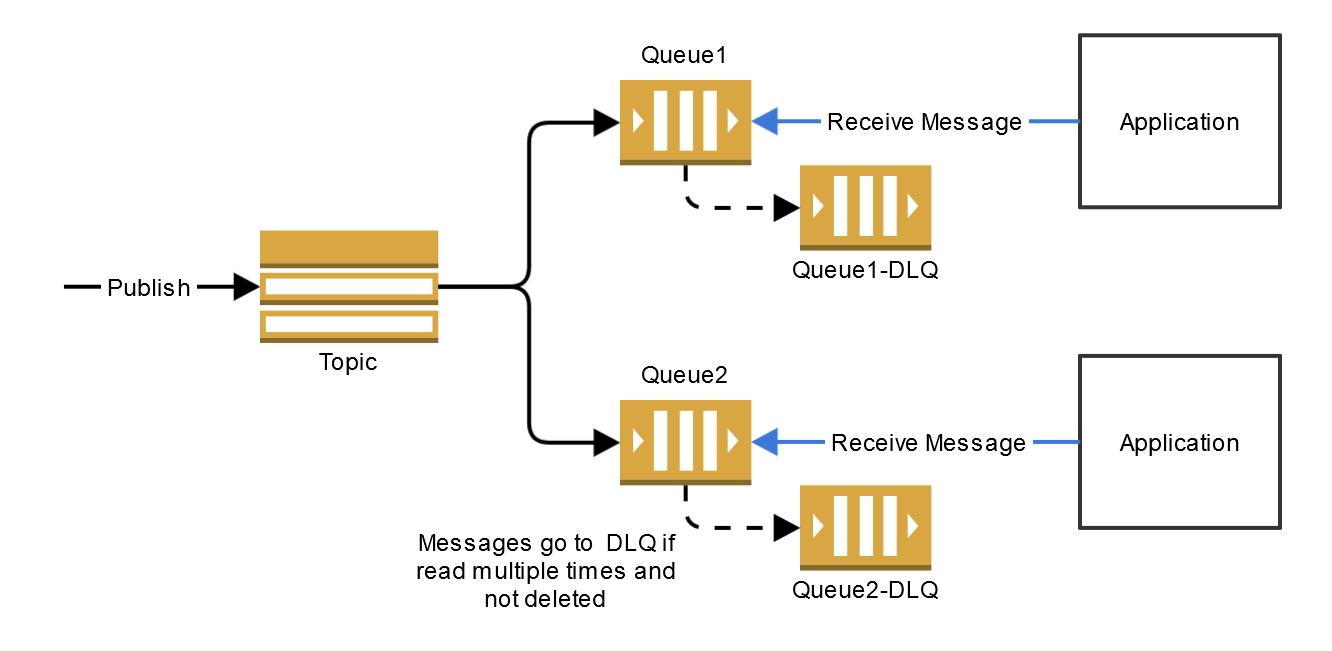 Queue1
Receive Message
Application
Queue1-DLQ
Publish
Topic
Queue2
Receive Message
Application
Messages go to  DLQ if
read multiple times and
not deleted
Queue2-DLQ